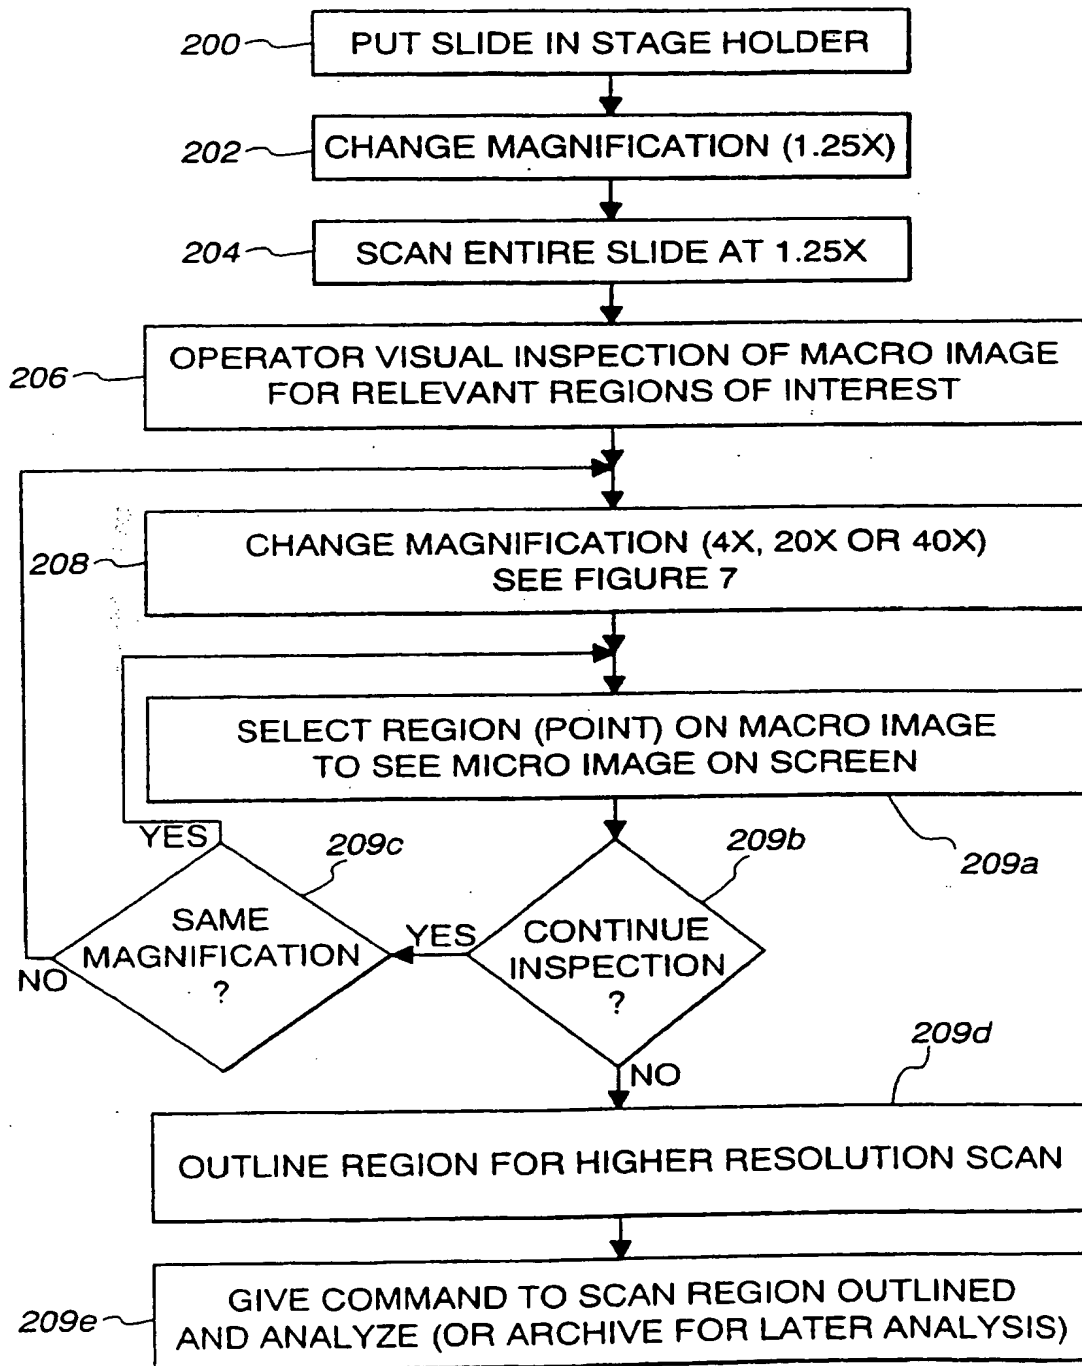 200
PUT SLIDE IN STAGE HOLDER
202
CHANGE MAGNIFICATION (1.25X)
204
SCAN ENTIRE SLIDE AT 1.25X
206
OPERATOR VISUAL INSPECTION OF MACRO IMAGE
FOR RELEVANT REGIONS OF INTEREST
208
CHANGE MAGNIFICATION (4X, 20X OR 40X)
SEE FIGURE 7
SELECT REGION (POINT) ON MACRO IMAGE
TO SEE MICRO IMAGE ON SCREEN
209a
YES
209c
SAME
MAGNIFICATION
?
NO
YES
209b
CONTINUE
INSPECTION
?
NO
209d
OUTLINE REGION FOR HIGHER RESOLUTION SCAN
209e
GIVE COMMAND TO SCAN REGION OUTLINED
AND ANALYZE (OR ARCHIVE FOR LATER ANALYSIS)